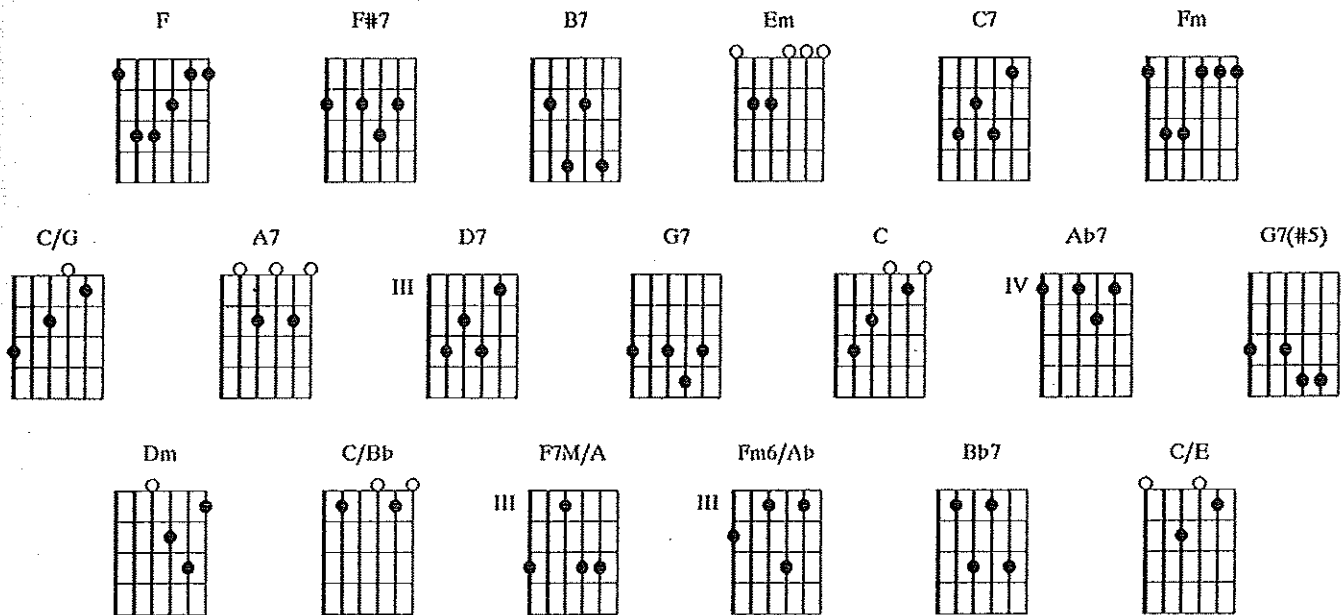 F F#7 B7 Em C7 Fm
C/G A7 D7 G7 C Ab7 G7(#5)
III IV
Dm C/Bb F7M/A Fm6/Ab Bb7 C/E
III III